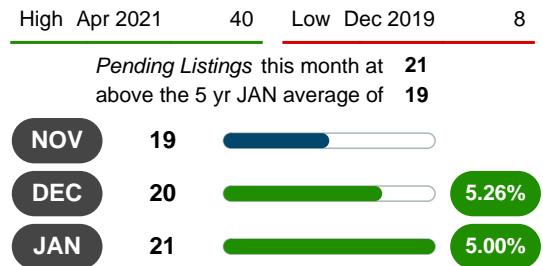 High Apr 2021 40 Low Dec 2019 8
Pending Listings this month at 21
above the 5 yr JAN average of 19
NOV 19
DEC 20 5.26%
JAN 21 5.00%